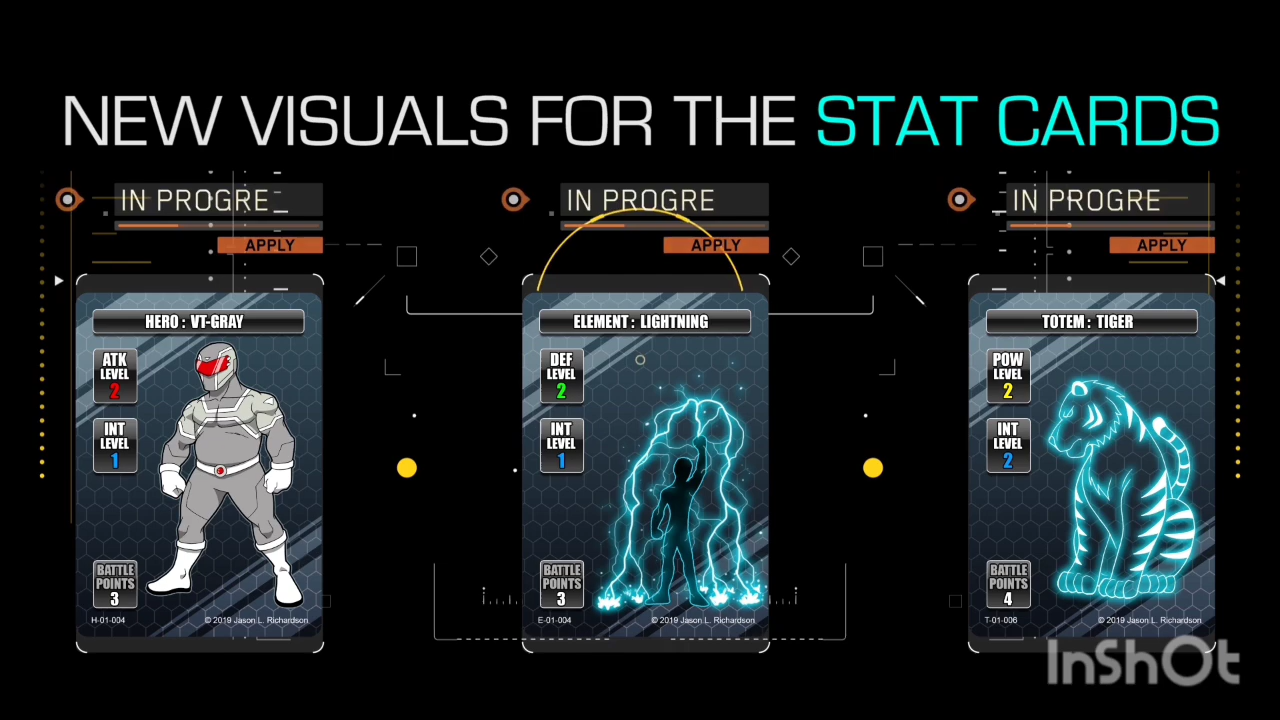 NEW VISUALS FOR THE STAT CARDS
IN PROGRE
APPLY
HERO : VT-GRAY
ATK
LEVEL
2
INT
LEVEL
1
BATTLE
POINTS
3
H-01-004
© 2019 Jason L. Richardson
IN PROGRE
APPLY
ELEMENT : LIGHTNING
DEF
LEVEL
2
INT
LEVEL
1
BATTLE
POINTS
3
E-01-004
© 2019 Jason L. Richardson
IN PROGRE
APPLY
TOTEM : TIGER
POW
LEVEL
2
INT
LEVEL
2
BATTLE
POINTS
4
T-01-006
© 2019 Jason L. Richardson
InShOt